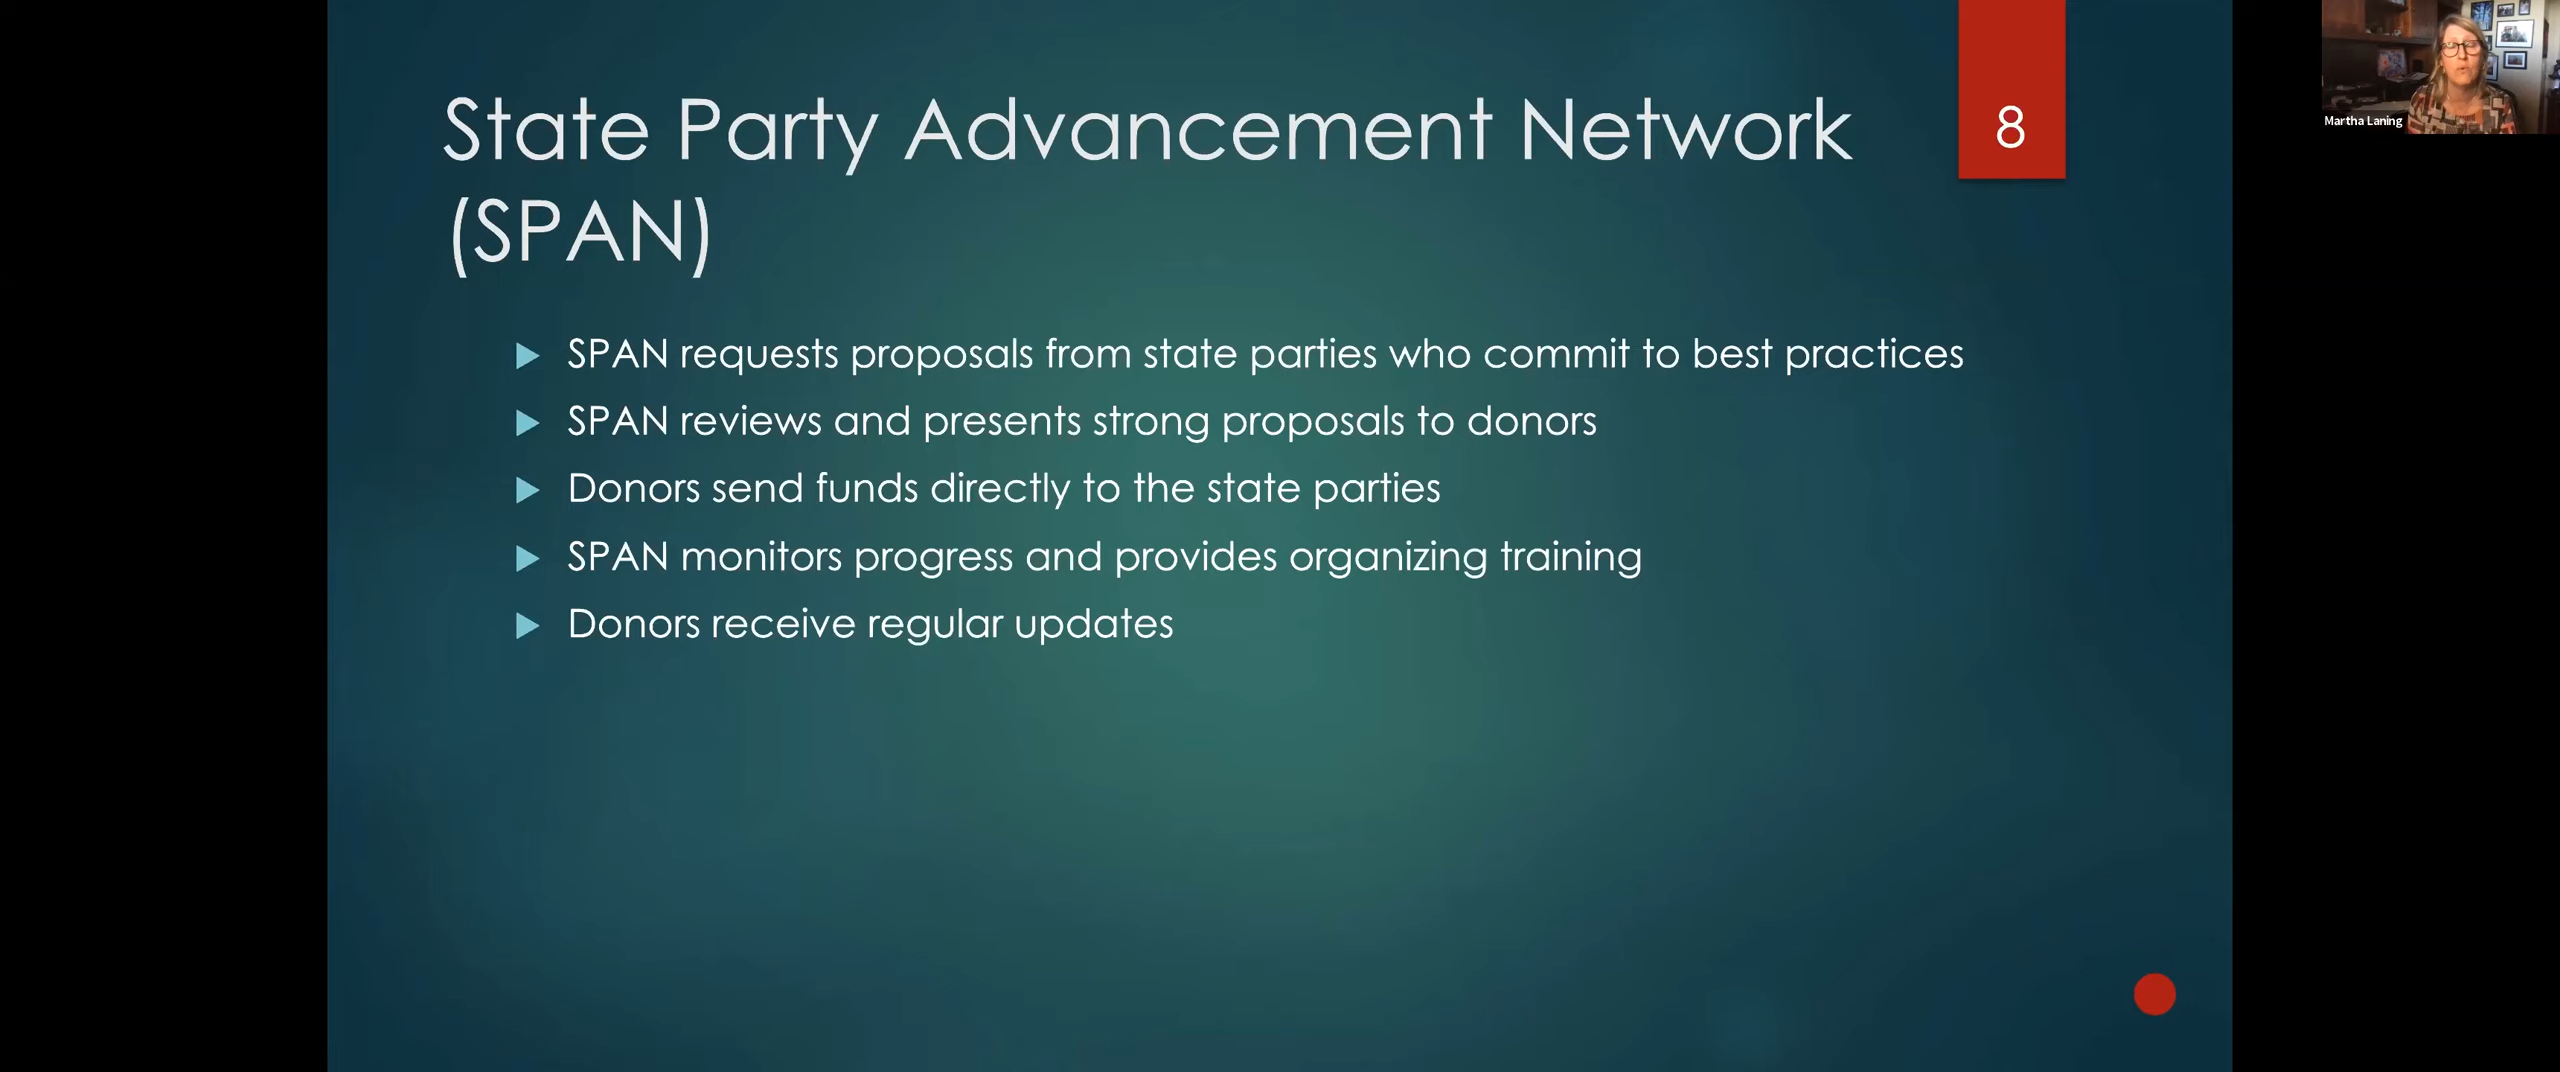 State Party Advancement Network
(SPAN)
8
SPAN requests proposals from state parties who commit to best practices
SPAN reviews and presents strong proposals to donors
Donors send funds directly to the state parties
SPAN monitors progress and provides organizing training
Donors receive regular updates
Martha Laning